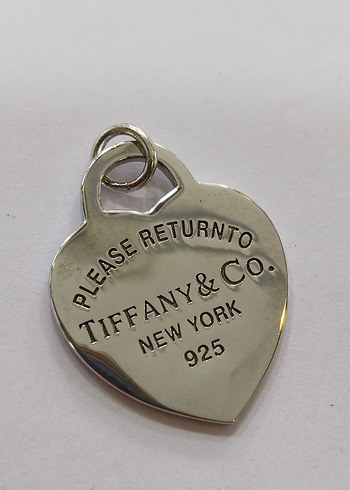 PLEASE RETURNTO
TIFFANY & CO.
NEW YORK
925